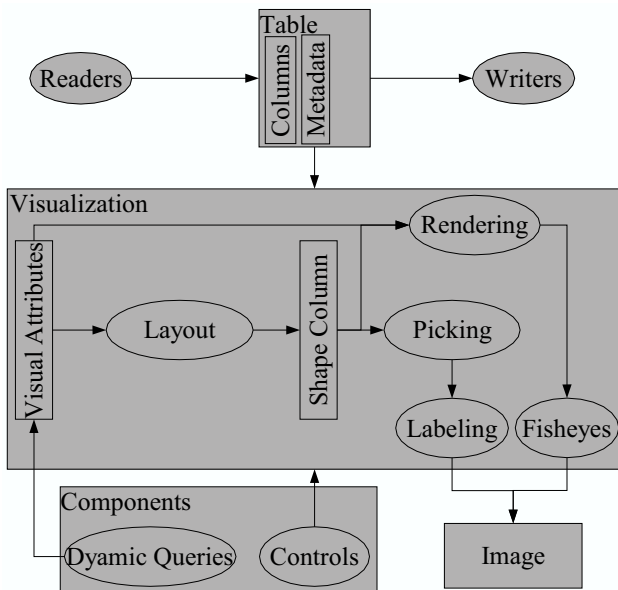 Table
Readers
Columns
Metadata
Writers
Visualization
Rendering
Visual Attributes
Layout
Shape Column
Picking
Labeling
Fisheyes
Components
Dyamic Queries
Controls
Image